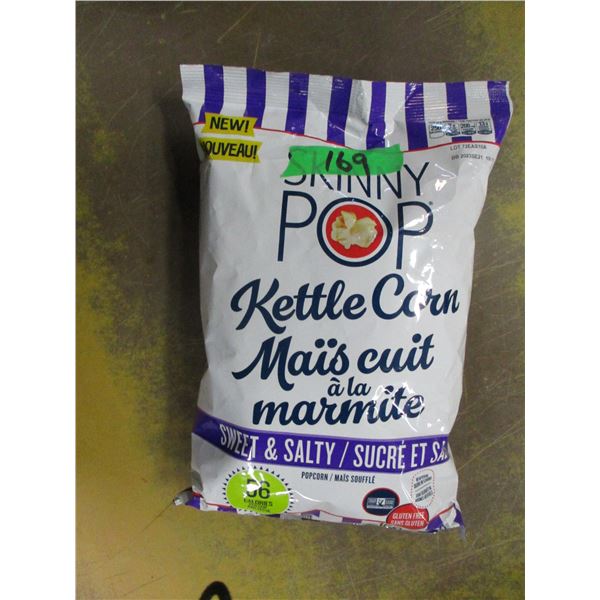 NEW!
NOUVEAU!
169
SKINNY
POP
Kettle Corn
Maïs cuit
à la
marmite
SWEET & SALTY / SUCRÉ ET
POPCORN / MAÏS SOUFFLÉ
CALORIES
GLUTEN FREE
SANS GLUTEN